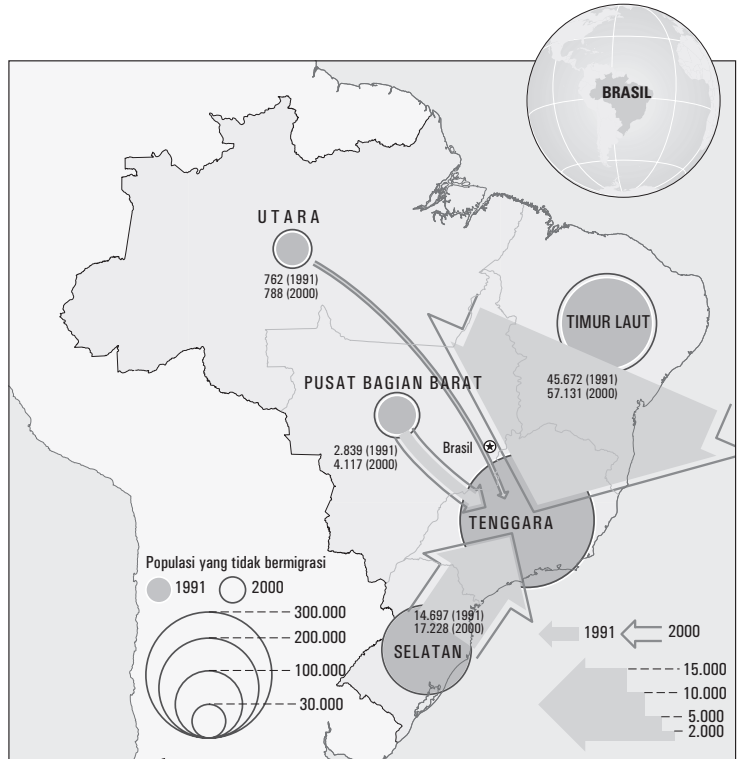 BRASIL
UTARA
762 (1991)
788 (2000)
TIMUR LAUT
45.672 (1991)
57.131 (2000)
PUSAT BAGIAN BARAT
2.839 (1991)
4.117 (2000)
Brasil
TENGGARA
14.697 (1991)
17.228 (2000)
SELATAN
Populasi yang tidak bermigrasi
1991
2000
300.000
200.000
100.000
30.000
1991
2000
15.000
10.000
5.000
2.000